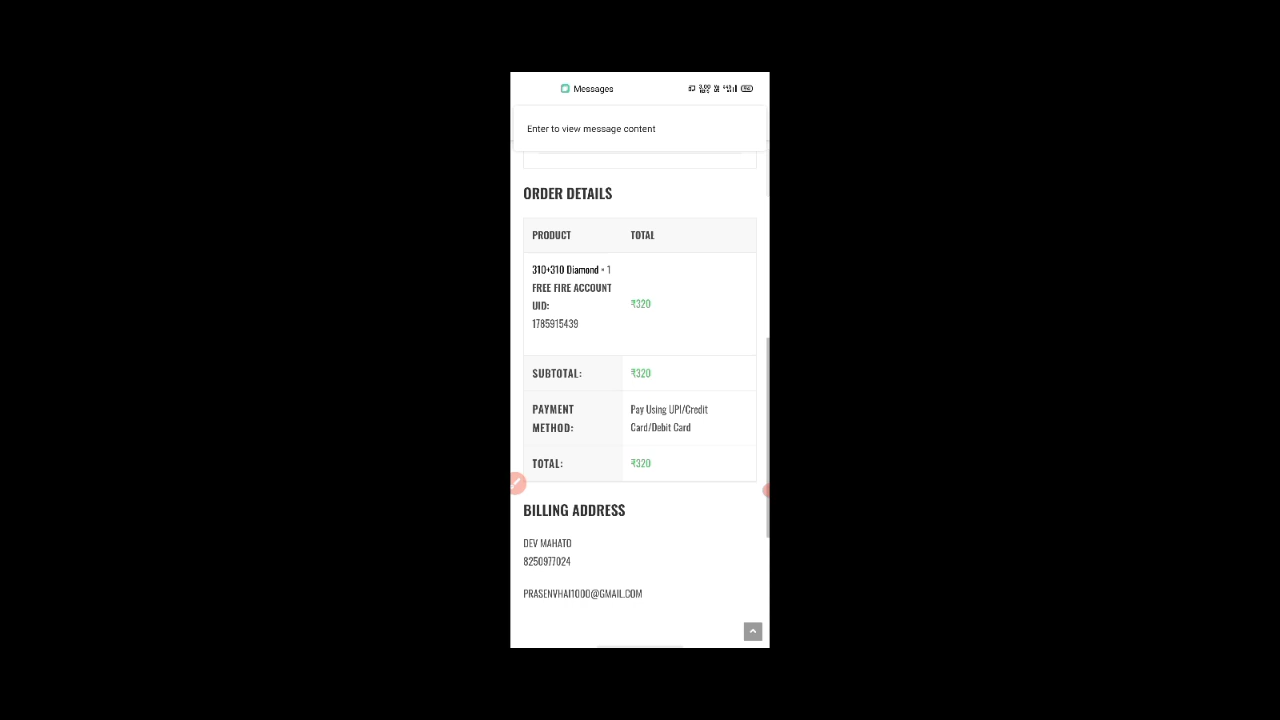 Messages
Enter to view message content
ORDER DETAILS
PRODUCT TOTAL
310+310 Diamond × 1
FREE FIRE ACCOUNT
UID:
1785915439
₹320
SUBTOTAL: ₹320
PAYMENT
METHOD:
Pay Using UPI/Credit
Card/Debit Card
TOTAL: ₹320
BILLING ADDRESS
DEV MAHATO
8250977024
PRASENVHAI1000@GMAIL.COM